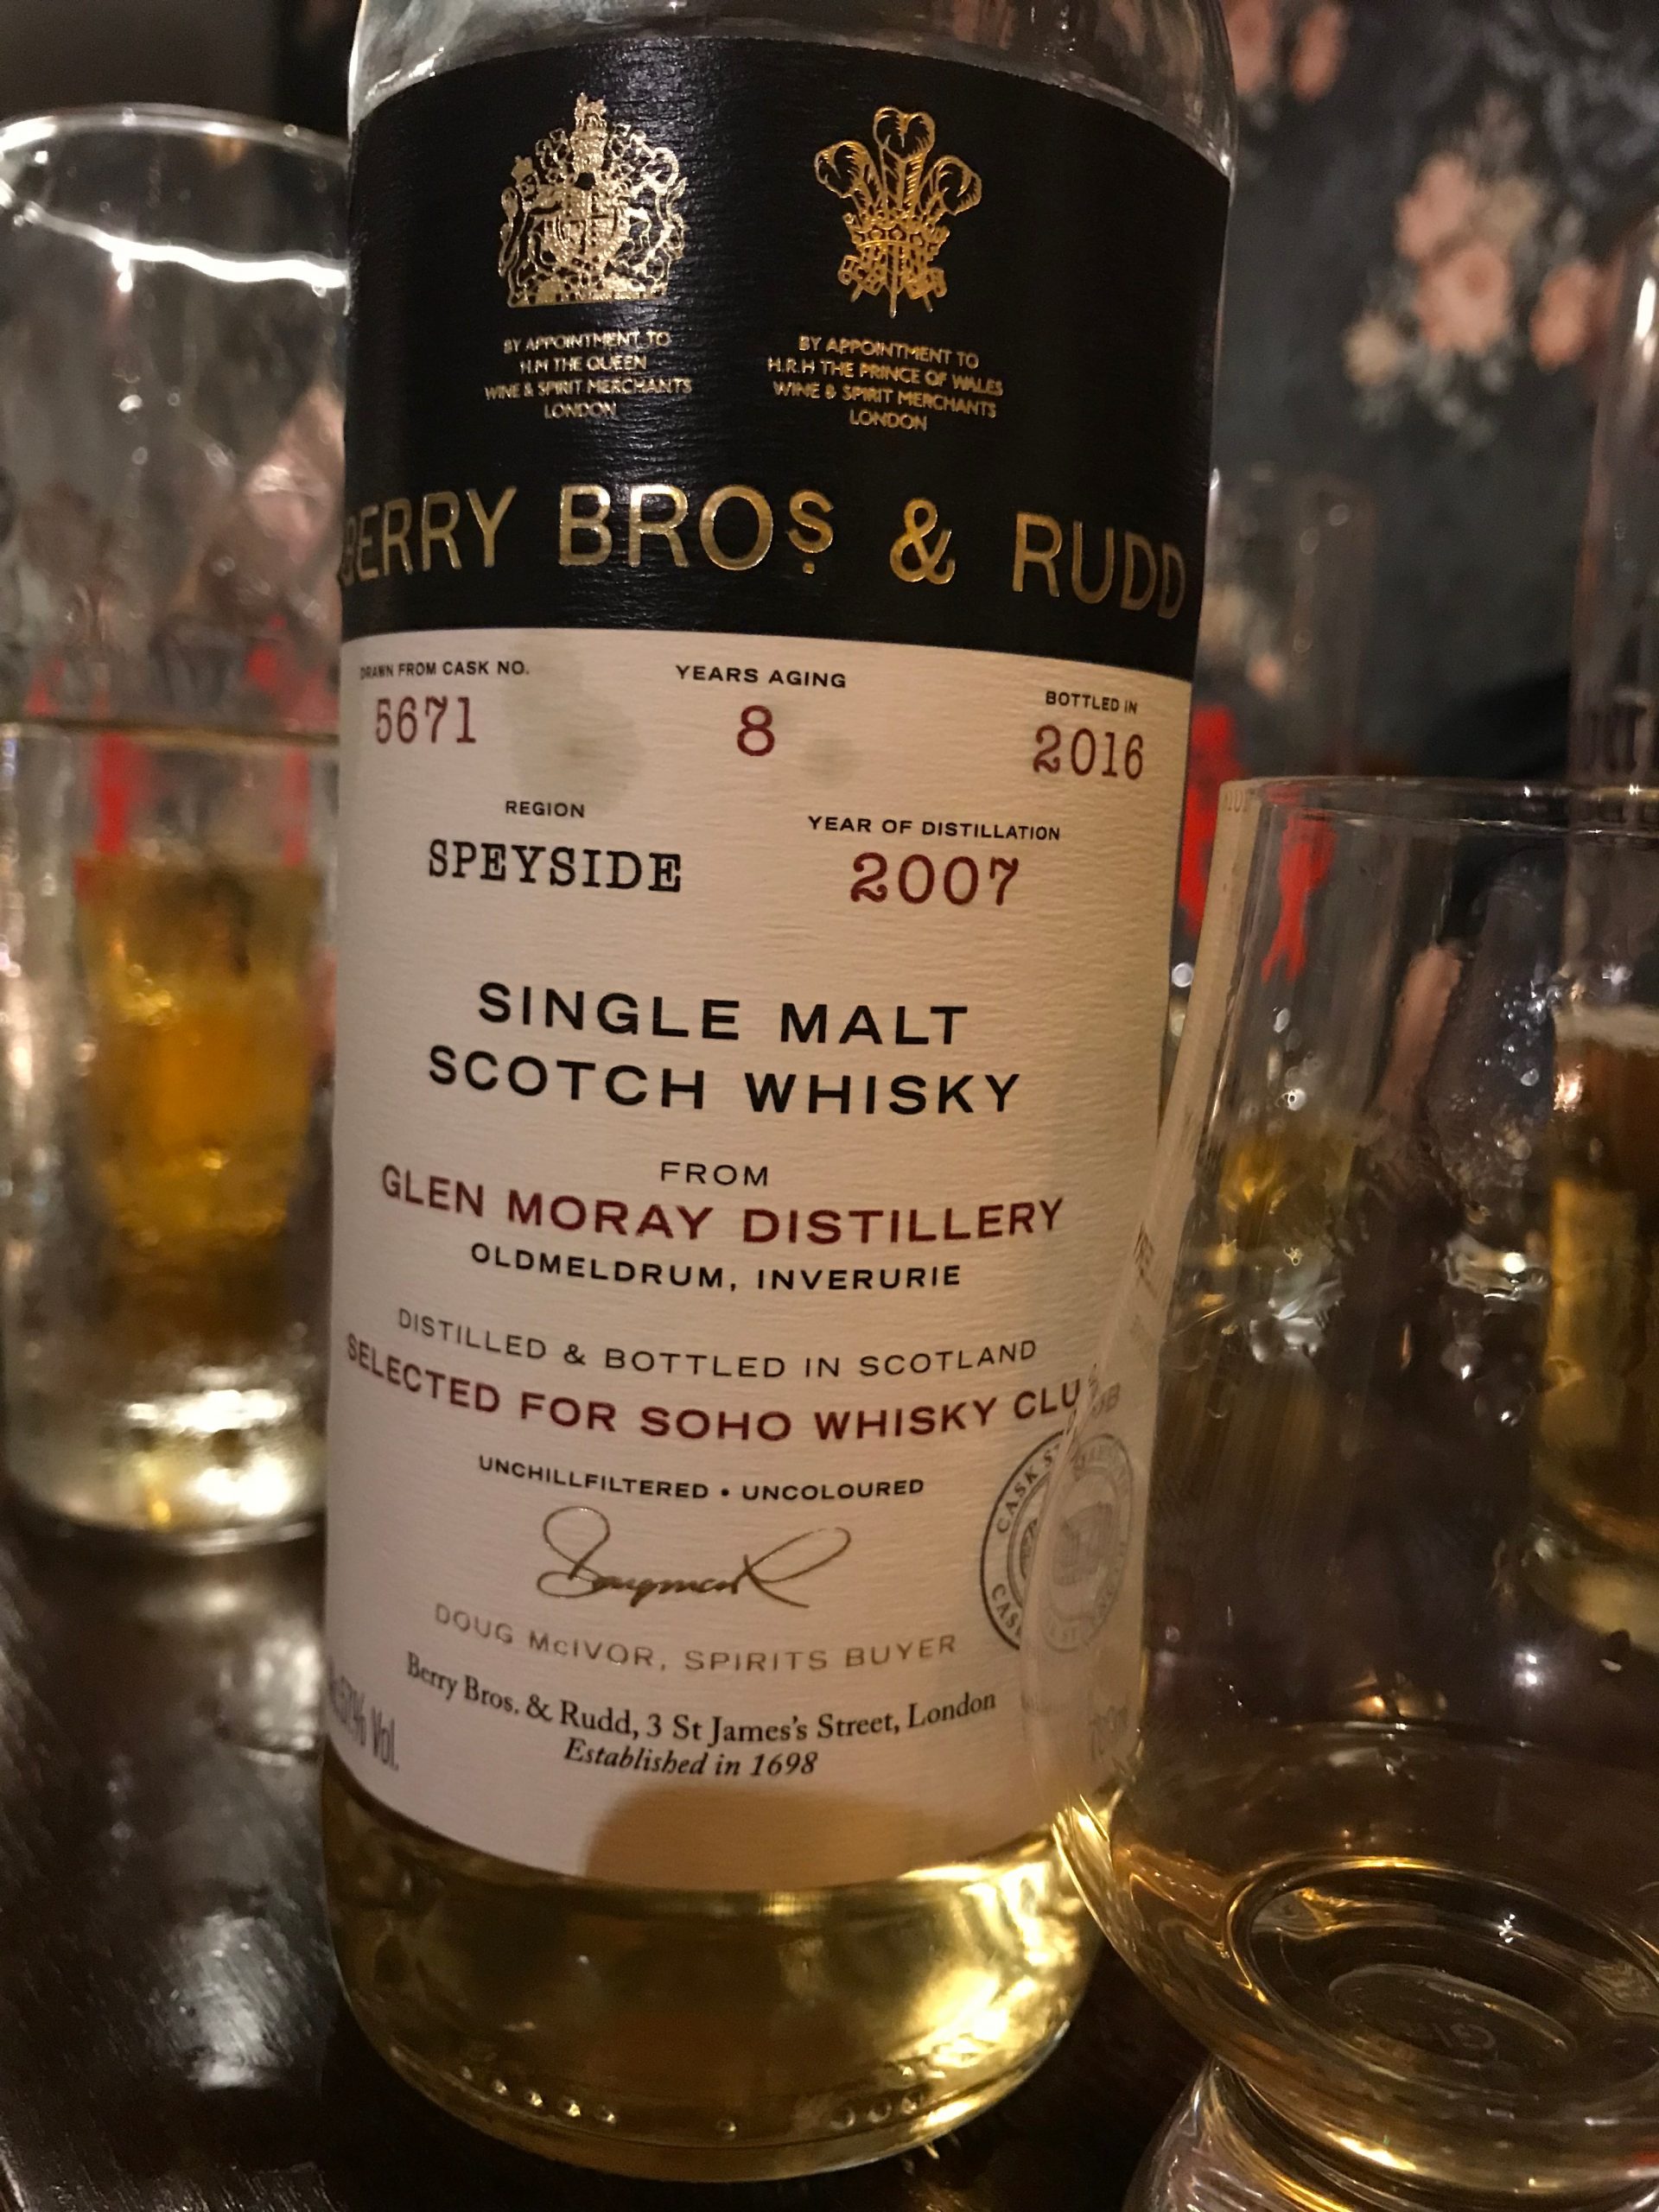 BY APPOINTMENT TO
H.M THE QUEEN
WINE & SPIRIT MERCHANTS
LONDON
BY APPOINTMENT TO
H.R.H THE PRINCE OF WALES
WINE & SPIRIT MERCHANTS
LONDON
BERRY BROS & RUDD
DRAWN FROM CASK NO.
5671
YEARS AGING
8
BOTTLED IN
2016
REGION
SPEYSIDE
YEAR OF DISTILLATION
2007
SINGLE MALT
SCOTCH WHISKY
FROM
GLEN MORAY DISTILLERY
OLDMELDRUM, INVERURIE
DISTILLED & BOTTLED IN SCOTLAND
SELECTED FOR SOHO WHISKY CLUB
UNCHILLFILTERED • UNCOLOURED
DOUG McIVOR, SPIRITS BUYER
Berry Bros. & Rudd, 3 St James's Street, London
Established in 1698
Vol.
CASK